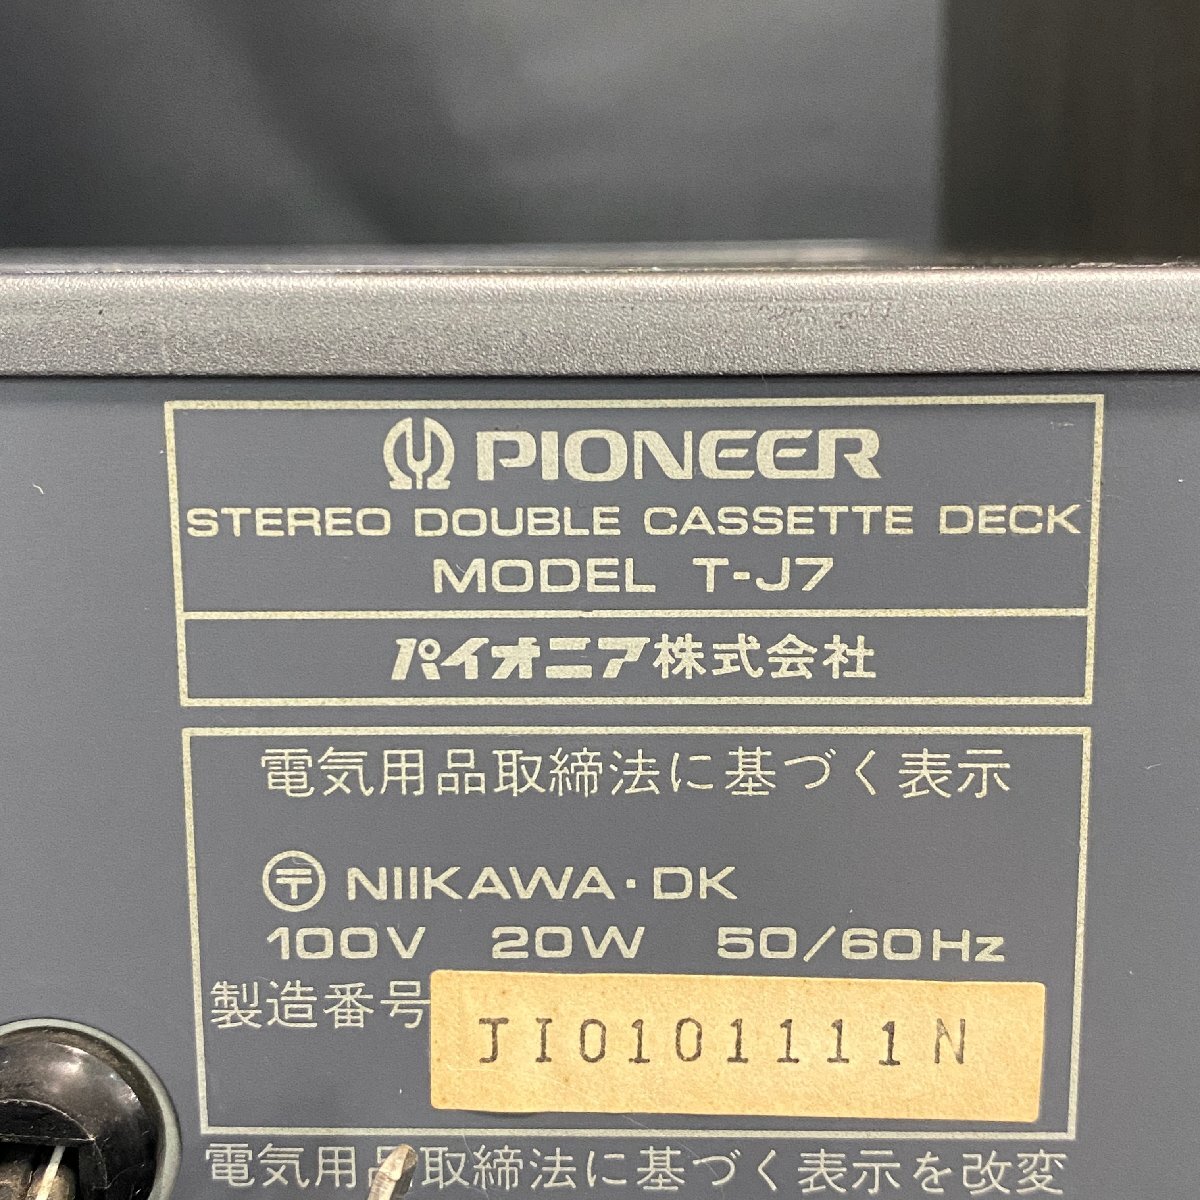 PIONEER
STEREO DOUBLE CASSETTE DECK
MODEL T-J7
パイオニア株式会社
電気用品取締法に基づく表示
〒 NIIKAWA・DK
100V 20W 50/60Hz
製造番号 JI0101111N
電気用品取締法に基づく表示を改変